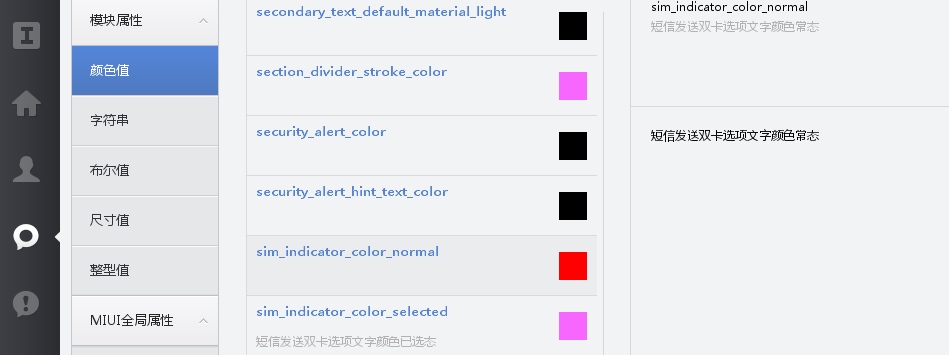 模块属性
颜色值
字符串
布尔值
尺寸值
整型值
MIUI全局属性
secondary_text_default_material_light
section_divider_stroke_color
security_alert_color
security_alert_hint_text_color
sim_indicator_color_normal
sim_indicator_color_selected
短信发送双卡选项文字颜色已选态
sim_indicator_color_normal
短信发送双卡选项文字颜色常态
短信发送双卡选项文字颜色常态